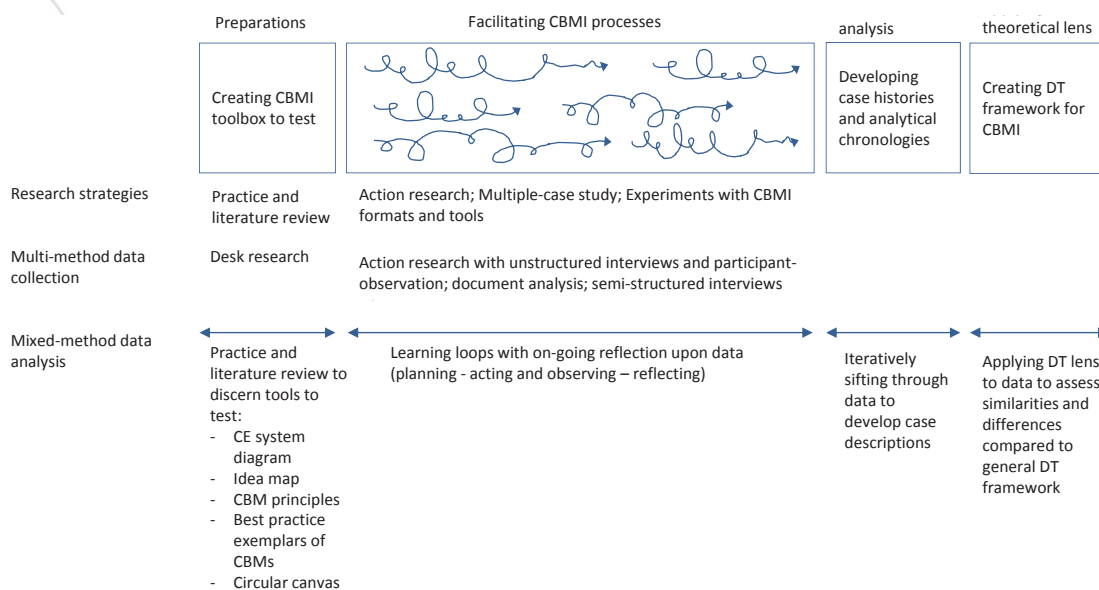 Preparations
Facilitating CBMI processes
analysis
theoretical lens
Creating CBMI
toolbox to test
Developing
case histories
and analytical
chronologies
Creating DT
framework for
CBMI
Research strategies
Practice and
literature review
Action research; Multiple-case study; Experiments with CBMI
formats and tools
Multi-method data
collection
Desk research
Action research with unstructured interviews and participant-
observation; document analysis; semi-structured interviews
Mixed-method data
analysis
Practice and
literature review to
discern tools to
test:
- CE system
diagram
- Idea map
- CBM principles
- Best practice
exemplars of
CBMs
- Circular canvas
Learning loops with on-going reflection upon data
(planning - acting and observing – reflecting)
Iteratively
sifting through
data to
develop case
descriptions
Applying DT lens
to data to assess
similarities and
differences
compared to
general DT
framework